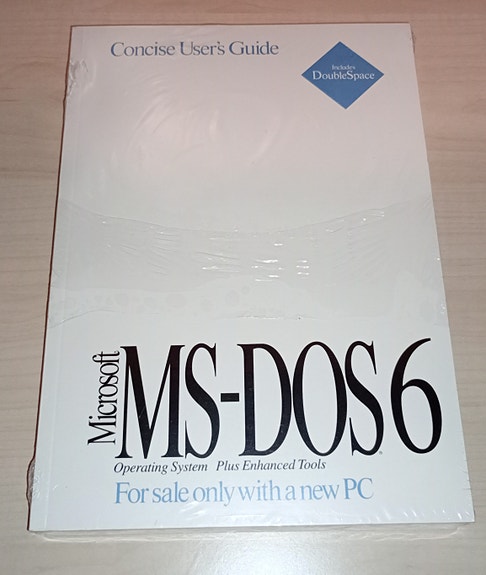 Concise User's Guide
Includes
DoubleSpace
Microsoft
MS-DOS 6
Operating System Plus Enhanced Tools
For sale only with a new PC